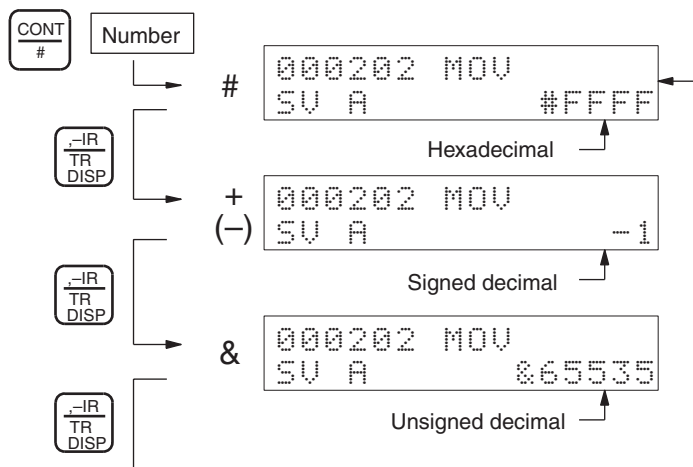 CONT
#
Number
#
000202 MOV
SV A #FFFF
Hexadecimal
,–IR
TR
DISP
+
(–)
000202 MOV
SV A –1
Signed decimal
,–IR
TR
DISP
&
000202 MOV
SV A &65535
Unsigned decimal
,–IR
TR
DISP